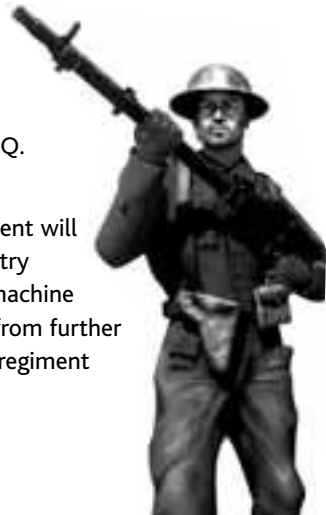 Q.
ent will
try
machine
from further
regiment